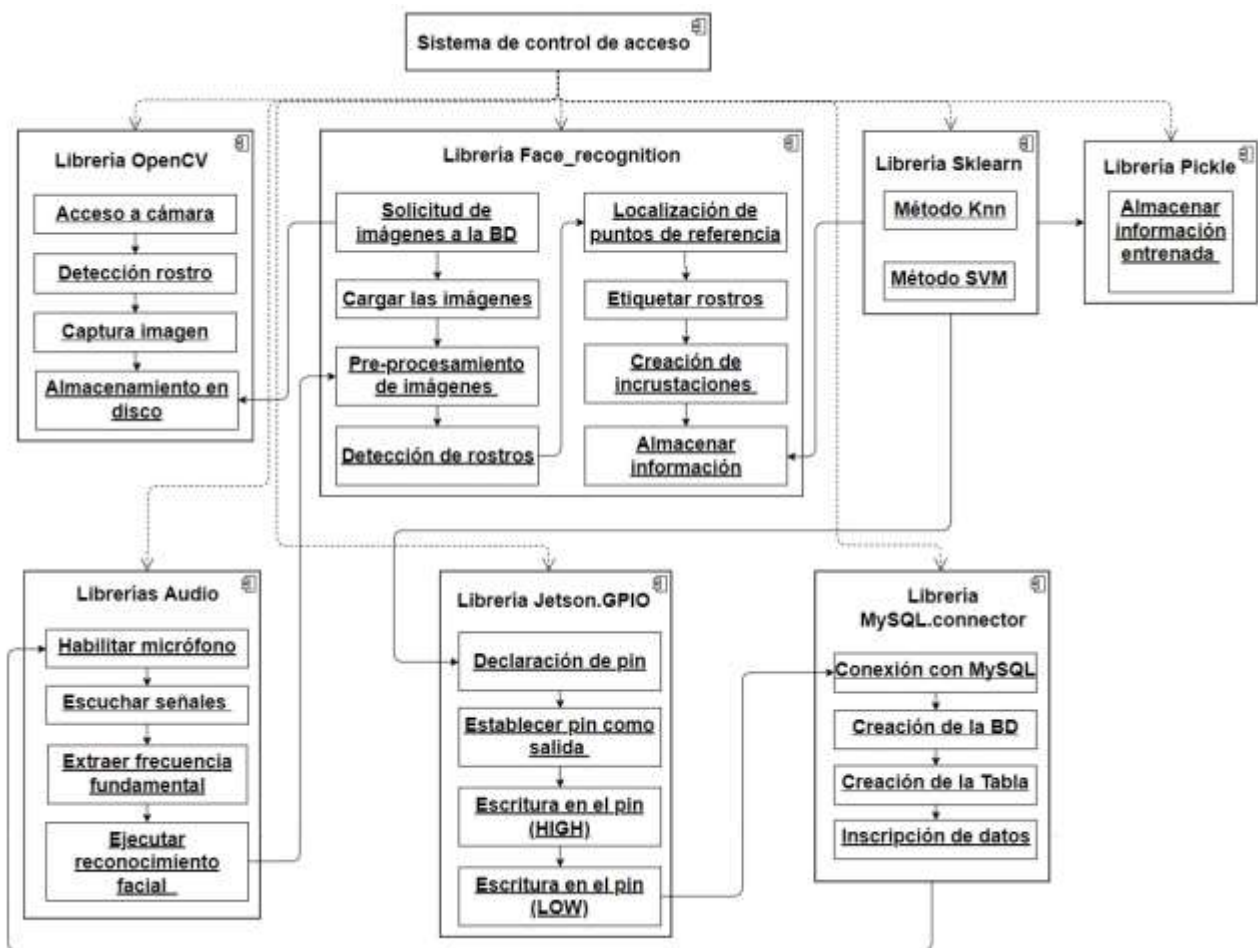 Sistema de control de acceso
Libreria OpenCV
Acceso a cámara
Detección rostro
Captura imagen
Almacenamiento en
disco
Libreria Face_recognition
Solicitud de
imágenes a la BD
Cargar las imágenes
Pre-procesamiento
de imágenes
Detección de rostros
Localización de
puntos de referencia
Etiquetar rostros
Creación de
incrustaciones
Almacenar
información
Libreria Sklearn
Método Knn
Método SVM
Libreria Pickle
Almacenar
información
entrenada
Librerias Audio
Habilitar micrófono
Escuchar señales
Extraer frecuencia
fundamental
Ejecutar
reconocimiento
facial
Libreria Jetson.GPIO
Declaración de pin
Establecer pin como
salida
Escritura en el pin
(HIGH)
Escritura en el pin
(LOW)
Libreria
MySQL.connector
Conexión con MySQL
Creación de la BD
Creación de la Tabla
Inscripción de datos